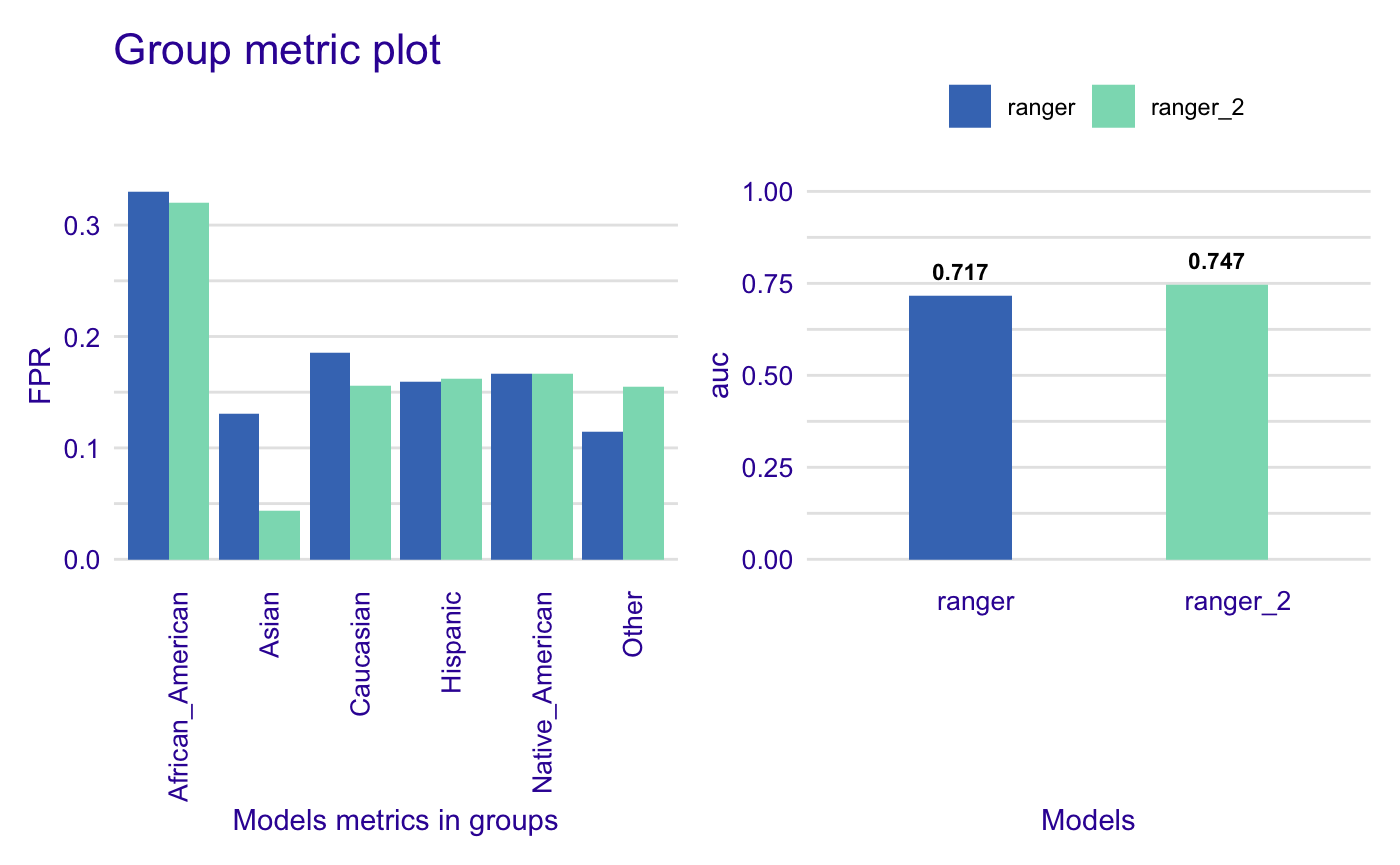 Group metric plot
ranger
ranger_2
FPR
0.3
0.2
0.1
0.0
African_American
Asian
Caucasian
Hispanic
Native_American
Other
Models metrics in groups
auc
1.00
0.75
0.50
0.25
0.00
0.717
0.747
ranger
ranger_2
Models